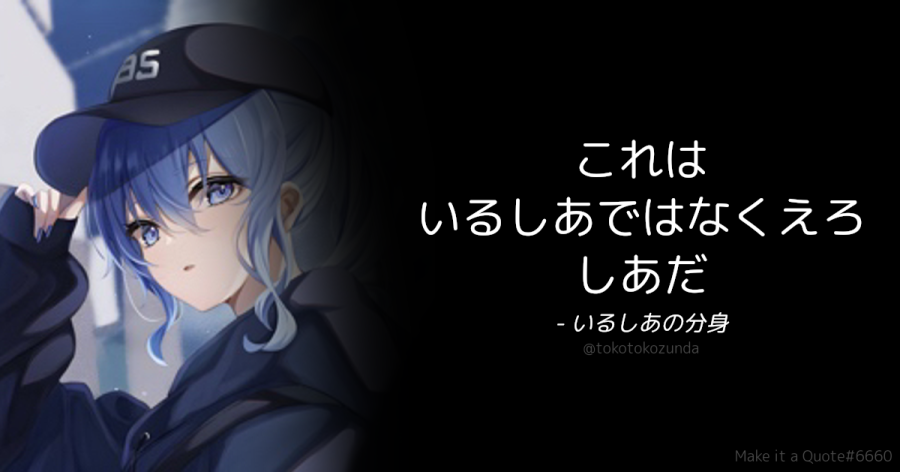 as
これは
いるしあではなくえろ
しあだ
- いるしあの分身
@tokotokozunda
Make it a Quote#6660